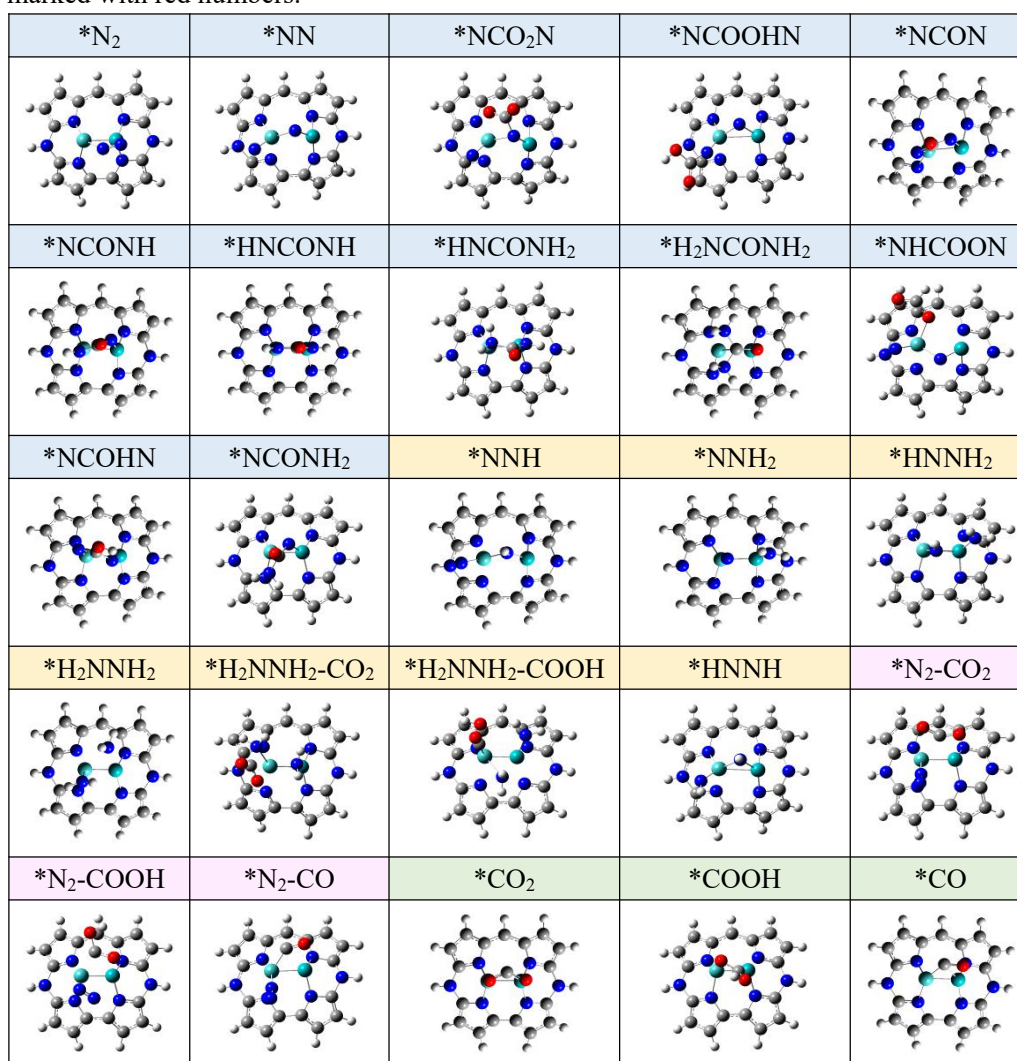 marked with red numbers.
*N₂ *NN *NCO₂N *NCOOHN *NCON
*NCONH *HNCONH *HNCONH₂ *H₂NCONH₂ *NHCOON
*NCOHN *NCONH₂ *NNH *NNH₂ *HNNH₂
*H₂NNH₂ *H₂NNH₂-CO₂ *H₂NNH₂-COOH *HNNH *N₂-CO₂
*N₂-COOH *N₂-CO *CO₂ *COOH *CO